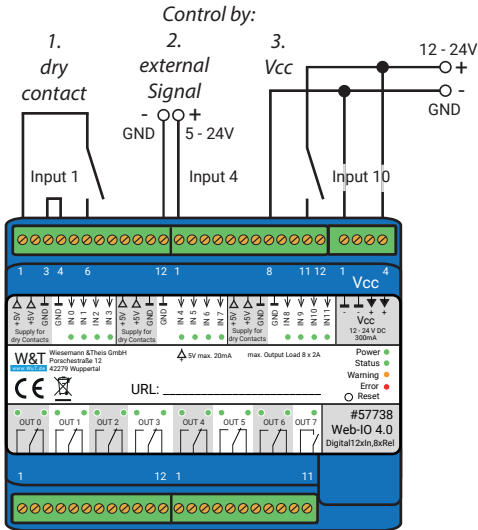 Control by:
1.
dry
contact
2.
external
Signal
3.
Vcc
12 - 24V
+
-
GND
- +
GND 5 - 24V
Input 1
Input 4
Input 10
1 3 4 6 12 1 8 11 12 1 4
Vcc
+5V +5V GND GND IN 0 IN 1 IN 2 IN 3 +5V +5V GND GND IN 4 IN 5 IN 6 IN 7 +5V +5V GND GND IN 8 IN 9 IN10 IN11 - - + +
Supply for
dry Contacts
Supply for
dry Contacts
Supply for
dry Contacts
Vcc
12 - 24 V DC
300mA
W&T
www.WuT.de
Wiesemann &Theis GmbH
Porschestraße 12
42279 Wuppertal
5V max. 20mA
max. Output Load 8 x 2A
Power
Status
Warning
Error
Reset
CE
URL:
OUT 0 OUT 1 OUT 2 OUT 3 OUT 4 OUT 5 OUT 6 OUT 7
#57738
Web-IO 4.0
Digital12xIn,8xRel
1 12 1 11